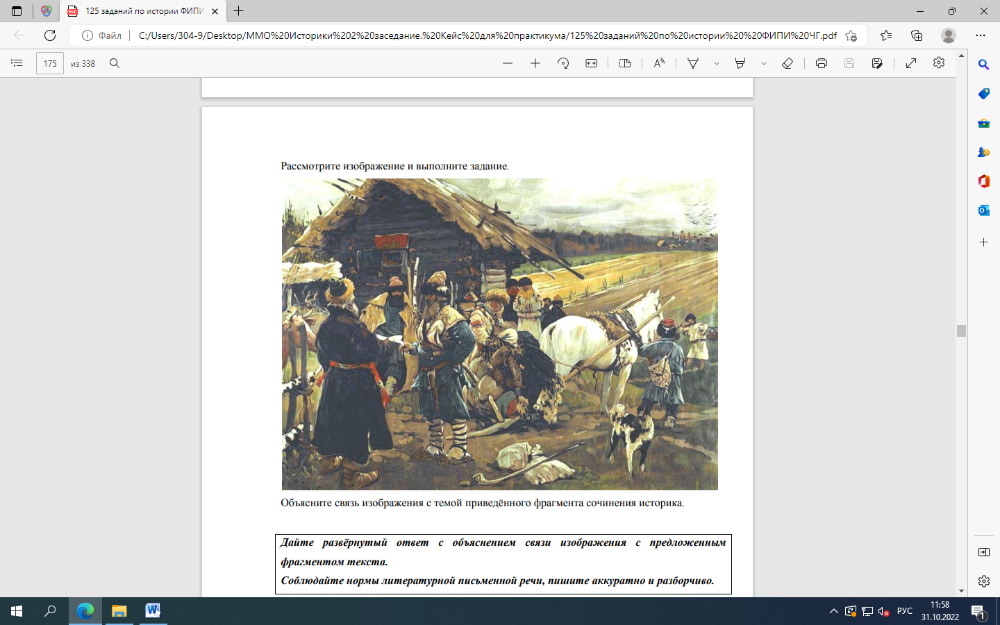 125 заданий по истории ФИПИ
Файл
C:/Users/304-9/Desktop/ММО%20Историки%202%20заседание.%20Кейс%20для%20практикума/125%20заданий%20по%20истории%20%20ФИПИ%20ЧГ.pdf
175 из 338
Рассмотрите изображение и выполните задание.
Объясните связь изображения с темой приведённого фрагмента сочинения историка.
Дайте развёрнутый ответ с объяснением связи изображения с предложенным
фрагментом текста.
Соблюдайте нормы литературной письменной речи, пишите аккуратно и разборчиво.
РУС
11:58
31.10.2022
1